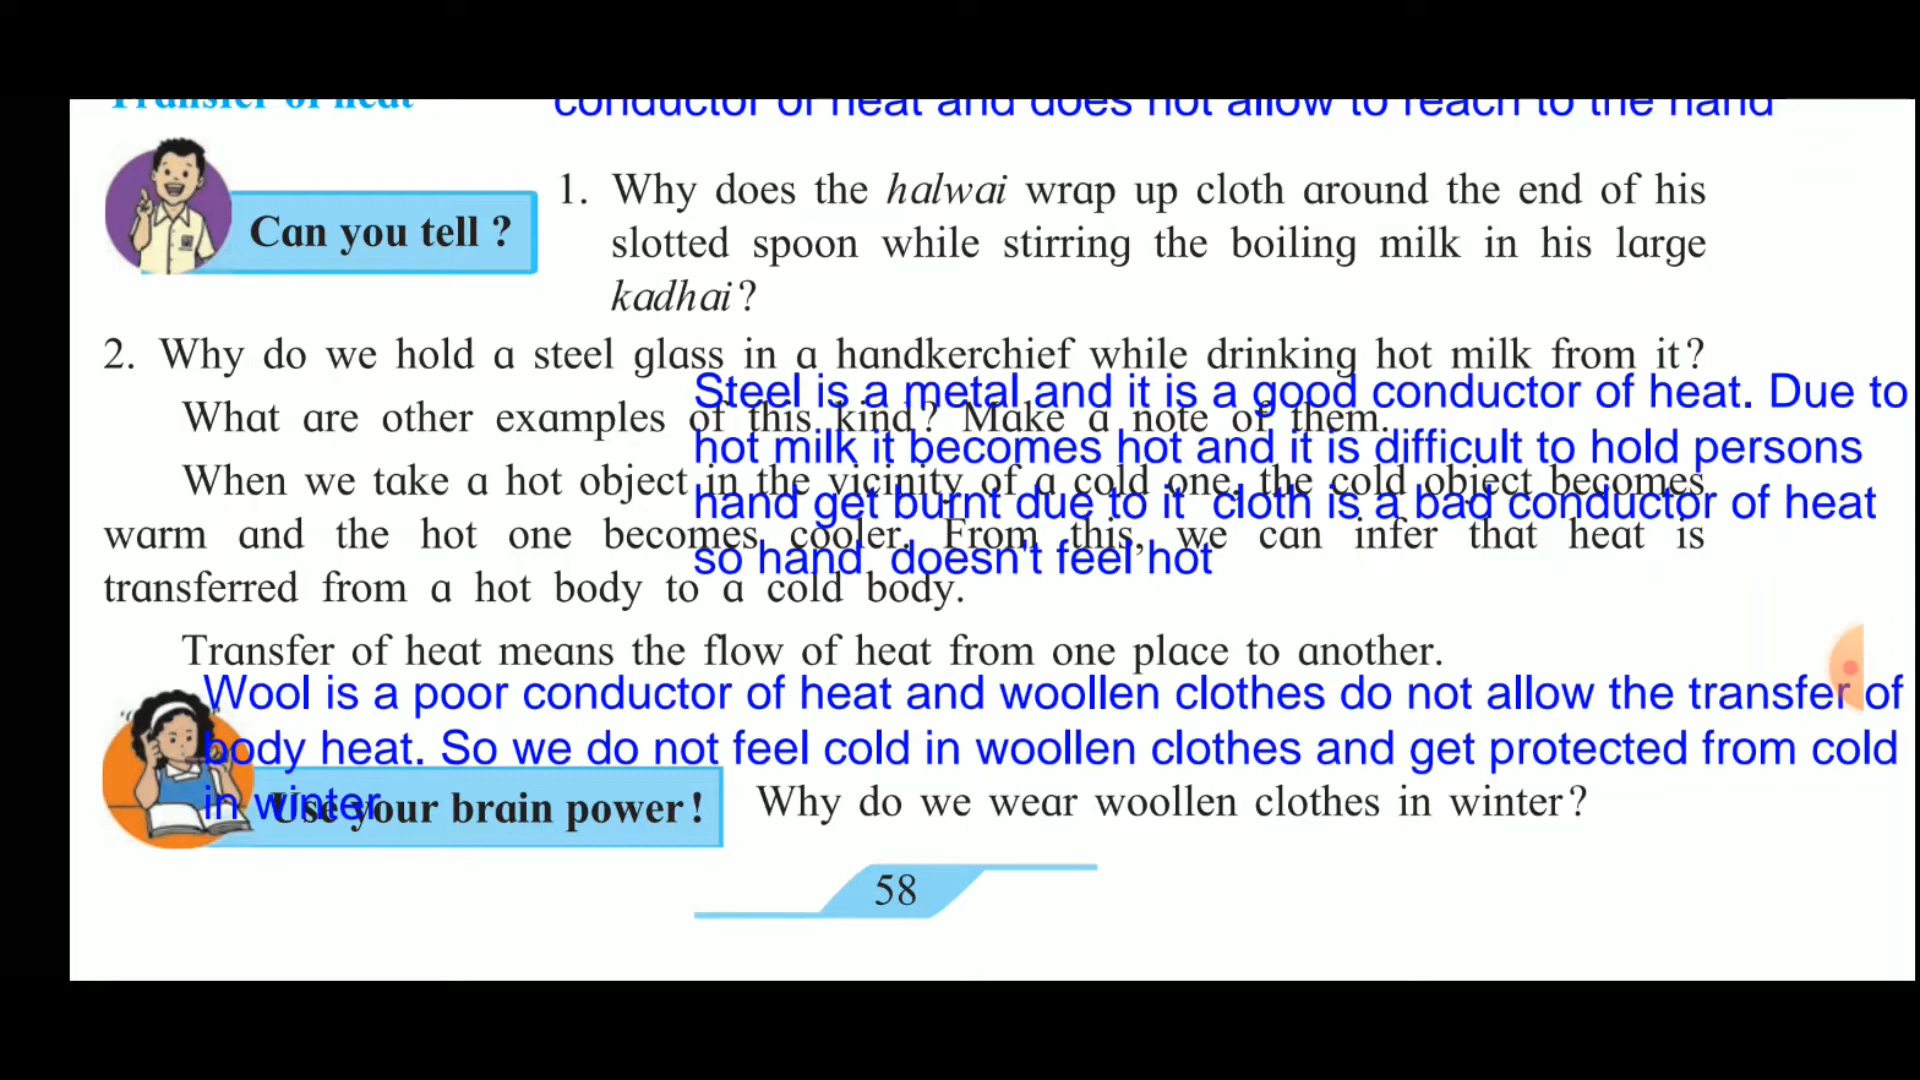 Transfer of heat
conductor of heat and does not allow to reach to the hand
Can you tell ?
1. Why does the halwai wrap up cloth around the end of his
slotted spoon while stirring the boiling milk in his large
kadhai?
2. Why do we hold a steel glass in a handkerchief while drinking hot milk from it?
Steel is a metal and it is a good conductor of heat. Due to
What are other examples of this kind? Make a note of them.
hot milk it becomes hot and it is difficult to hold persons
When we take a hot object in the vicinity of a cold one, the cold object becomes
hand get burnt due to it cloth is a bad conductor of heat
warm and the hot one becomes cooler. From this, we can infer that heat is
so hand doesn't feel hot
transferred from a hot body to a cold body.
Transfer of heat means the flow of heat from one place to another.
Wool is a poor conductor of heat and woollen clothes do not allow the transfer of
body heat. So we do not feel cold in woollen clothes and get protected from cold
in winter
Use your brain power!
Why do we wear woollen clothes in winter?
58